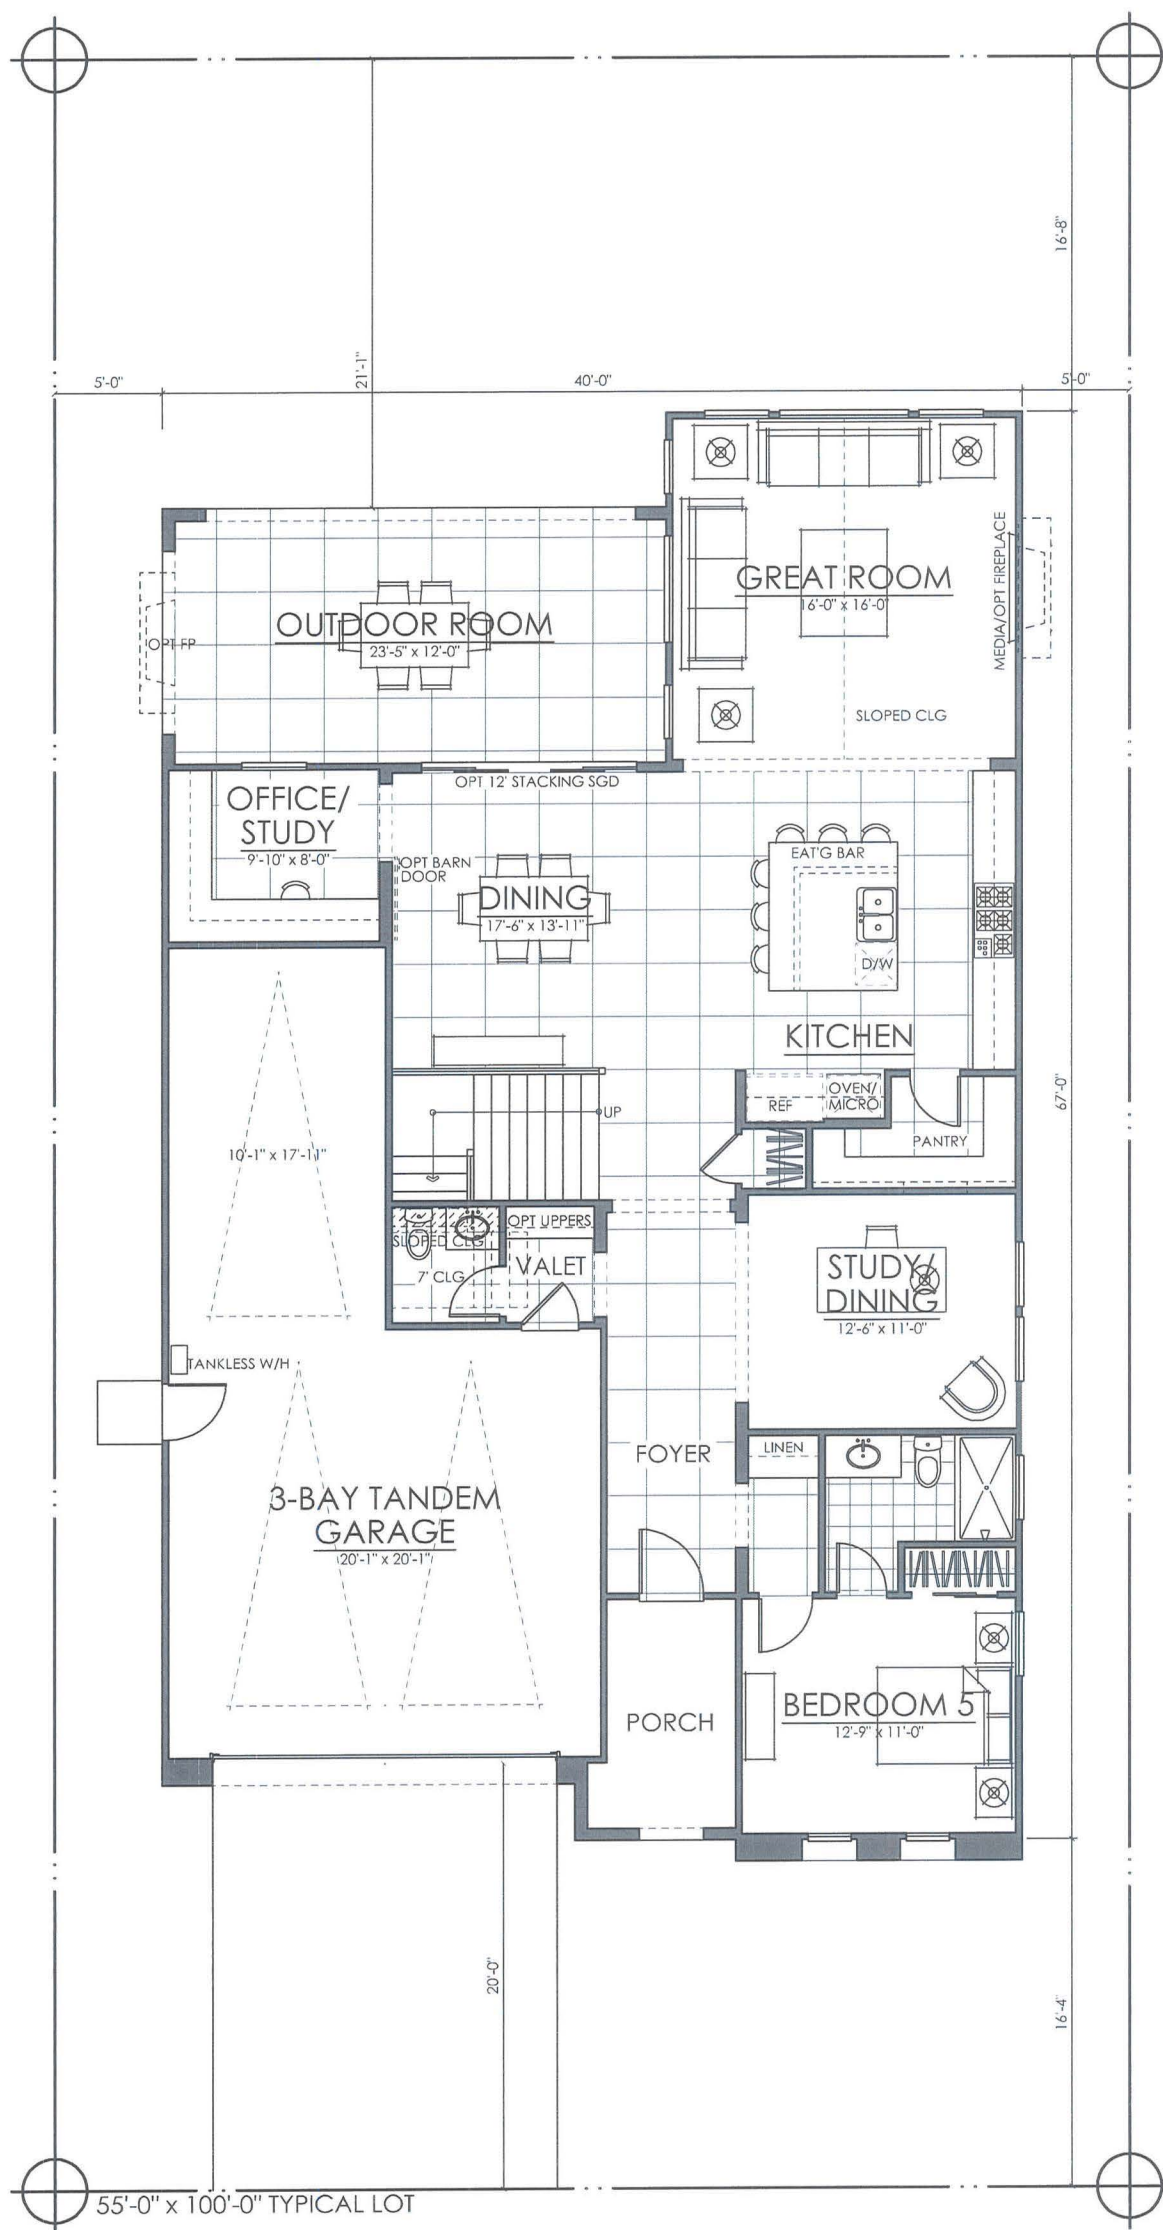 16'-8"
5'-0"
21'-1"
40'-0"
5'-0"
MEDIA/OPT FIREPLACE
GREAT ROOM
16'-0" x 16'-0"
OUTDOOR ROOM
23'-5" x 12'-0"
OPT FP
SLOPED CLG
OPT 12' STACKING SGD
OFFICE/
STUDY
9'-10" x 8'-0"
OPT BARN
DOOR
EAT'G BAR
DINING
17'-6" x 13'-11"
D/W
KITCHEN
67'-0"
OVEN/
MICRO
REF
UP
PANTRY
10'-1" x 17'-11"
OPT UPPERS
SLOPED CLG
VALET
7' CLG
STUDY/
DINING
12'-6" x 11'-0"
TANKLESS W/H
FOYER
LINEN
3-BAY TANDEM
GARAGE
20'-1" x 20'-1"
PORCH
BEDROOM 5
12'-9" x 11'-0"
20'-0"
16'-4"
55'-0" x 100'-0" TYPICAL LOT